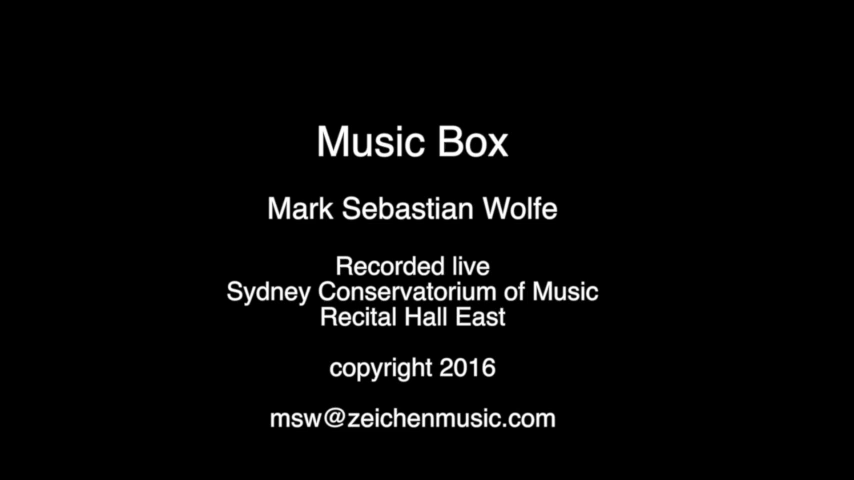 Music Box
Mark Sebastian Wolfe
Recorded live
Sydney Conservatorium of Music
Recital Hall East
copyright 2016
msw@zeichenmusic.com